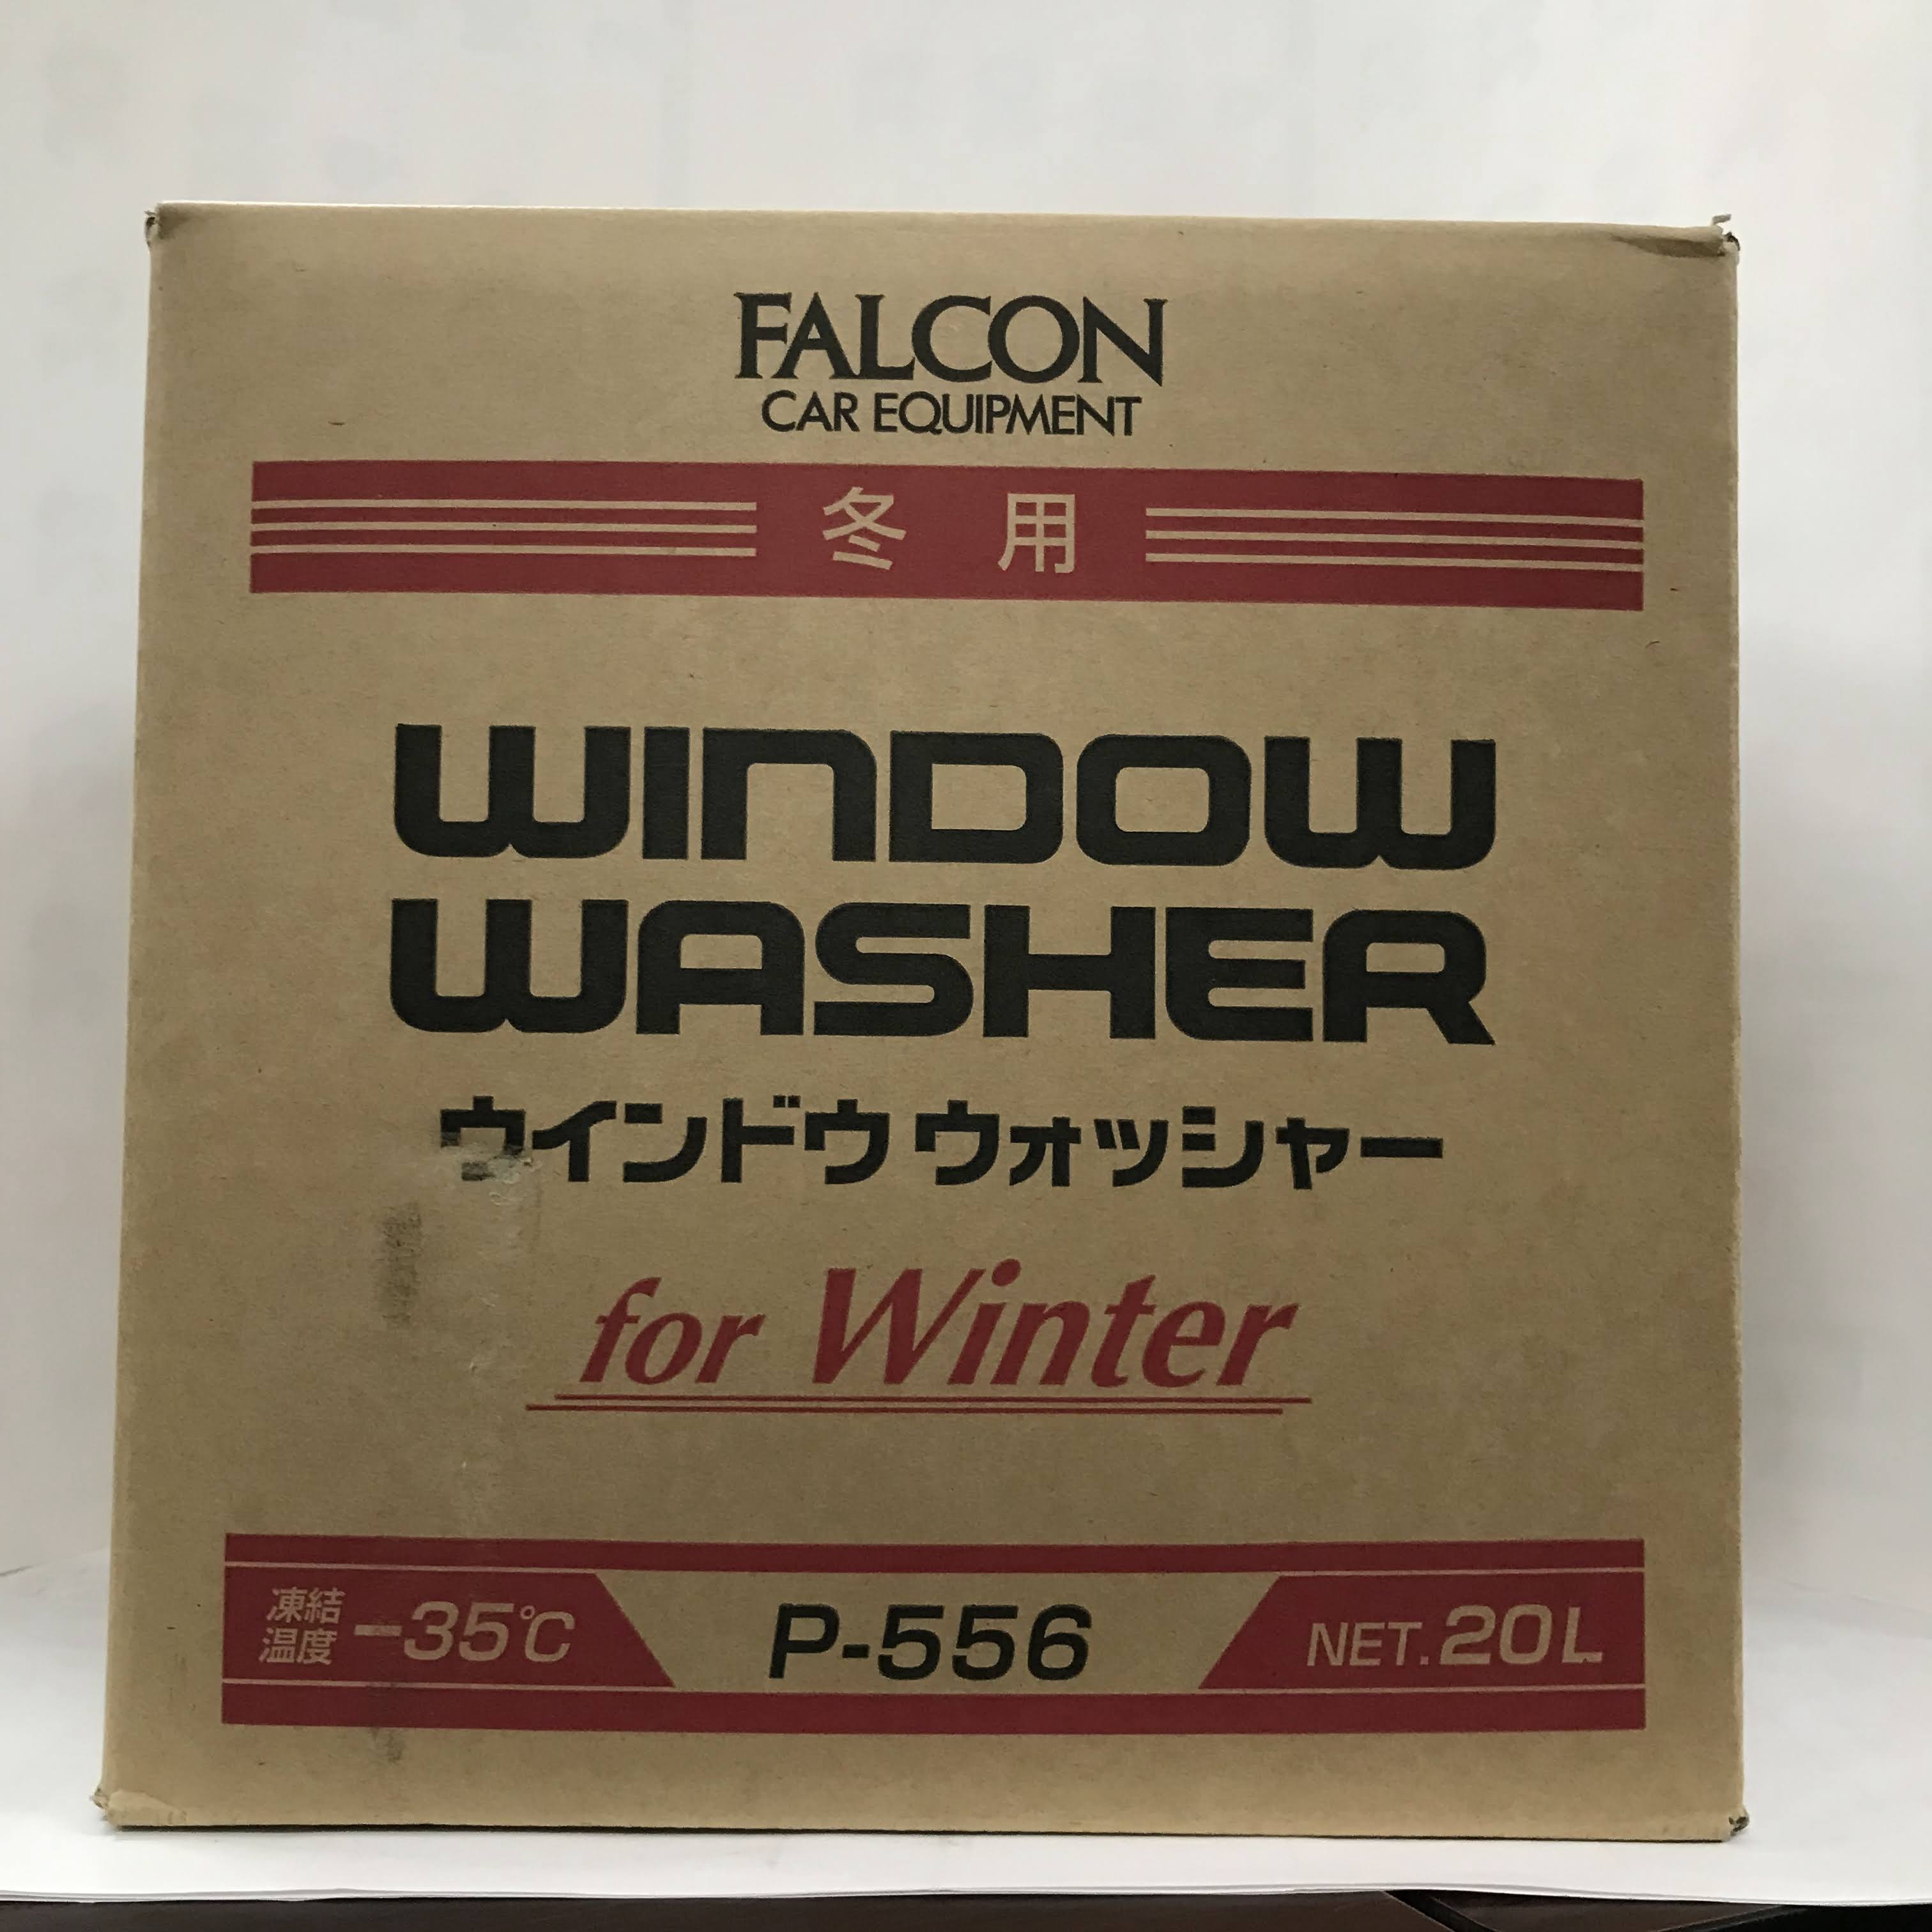 FALCON
CAR EQUIPMENT
冬用
WINDOW
WASHER
ウインドウウォッシャー
for Winter
凍結
温度 -35℃
P-556
NET. 20L